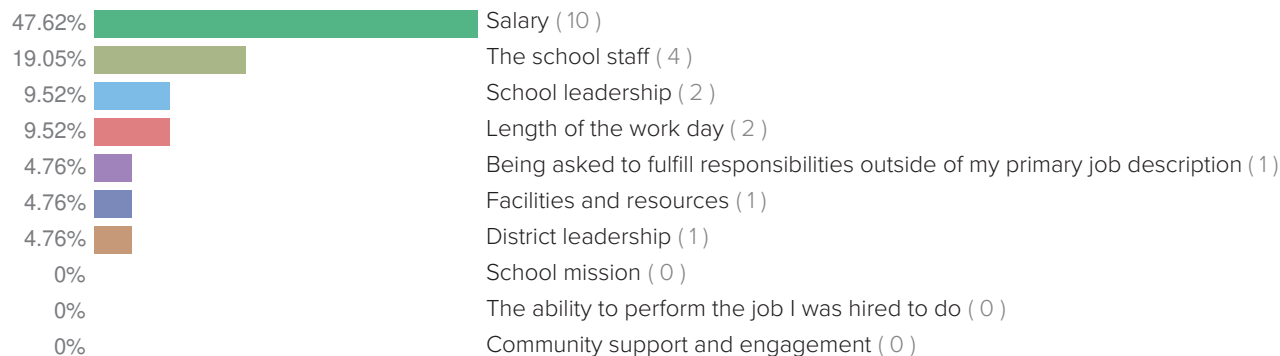 47.62% Salary ( 10 )
19.05% The school staff ( 4 )
9.52% School leadership ( 2 )
9.52% Length of the work day ( 2 )
4.76% Being asked to fulfill responsibilities outside of my primary job description ( 1 )
4.76% Facilities and resources ( 1 )
4.76% District leadership ( 1 )
0% School mission ( 0 )
0% The ability to perform the job I was hired to do ( 0 )
0% Community support and engagement ( 0 )